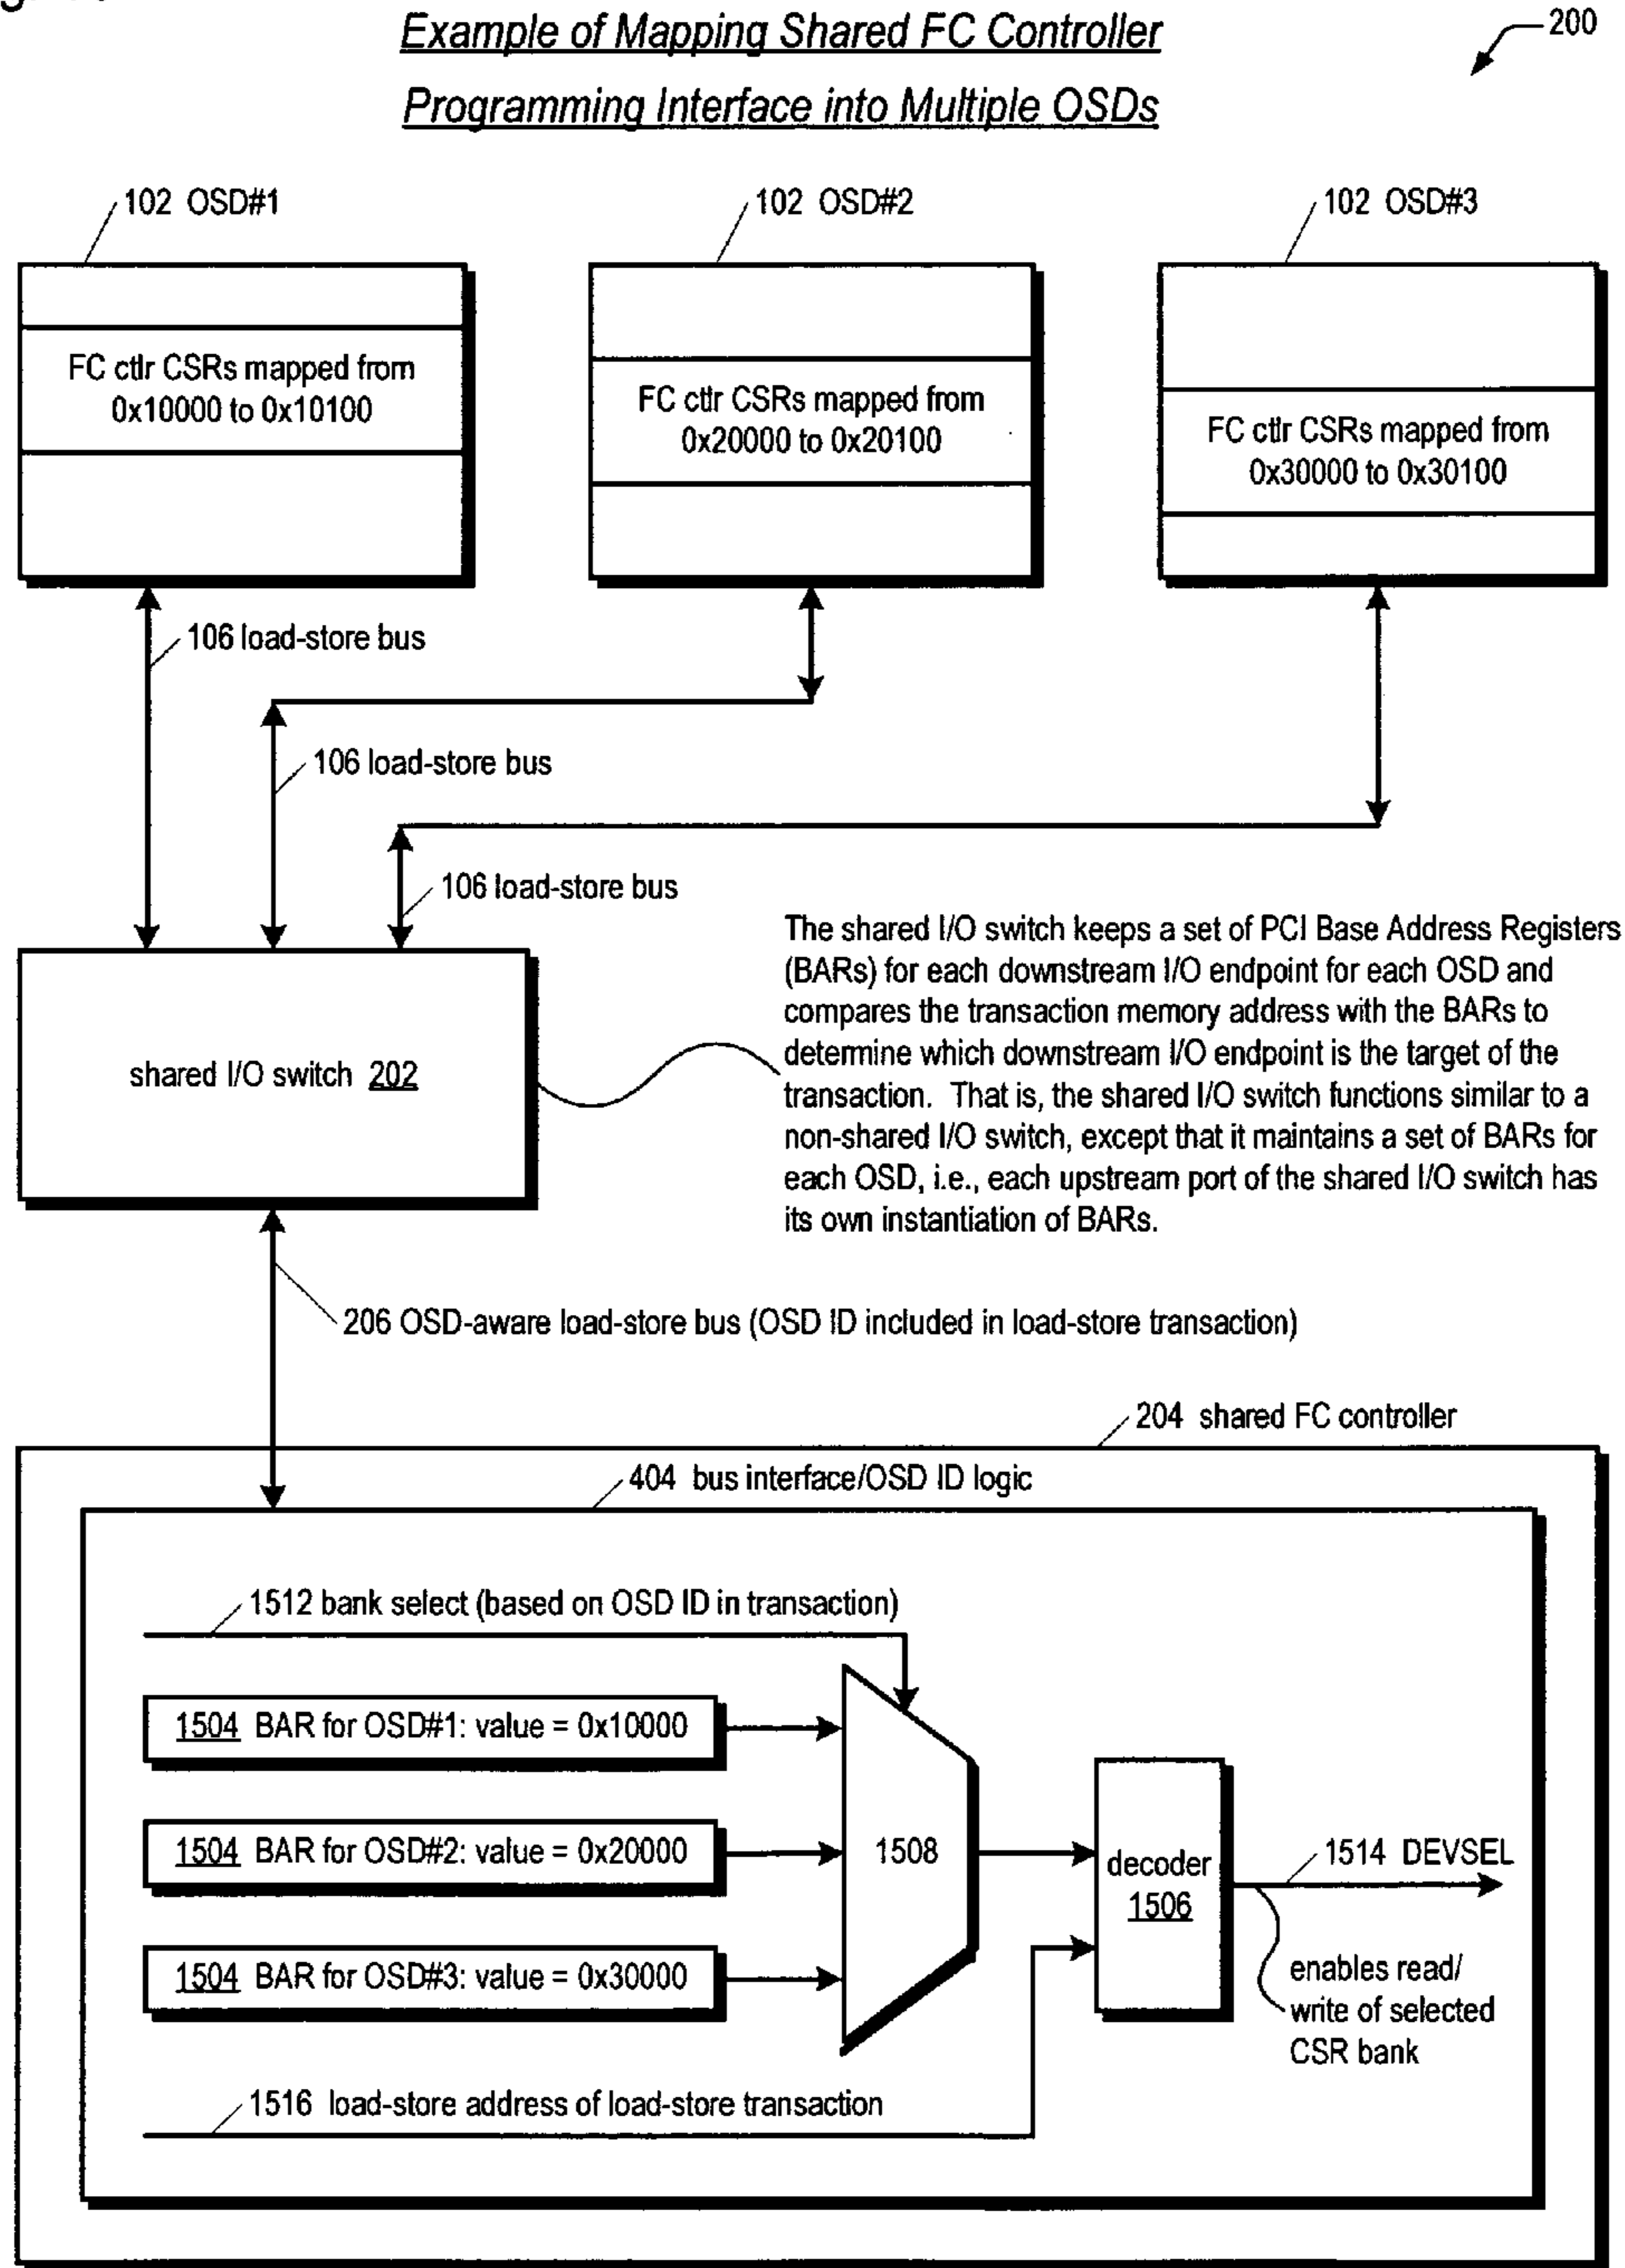 Example of Mapping Shared FC Controller
Programming Interface into Multiple OSDs
200
102 OSD#1
102 OSD#2
102 OSD#3
FC ctlr CSRs mapped from
0x10000 to 0x10100
FC ctlr CSRs mapped from
0x20000 to 0x20100
FC ctlr CSRs mapped from
0x30000 to 0x30100
106 load-store bus
106 load-store bus
106 load-store bus
shared I/O switch 202
The shared I/O switch keeps a set of PCI Base Address Registers
(BARs) for each downstream I/O endpoint for each OSD and
compares the transaction memory address with the BARs to
determine which downstream I/O endpoint is the target of the
transaction. That is, the shared I/O switch functions similar to a
non-shared I/O switch, except that it maintains a set of BARs for
each OSD, i.e., each upstream port of the shared I/O switch has
its own instantiation of BARs.
206 OSD-aware load-store bus (OSD ID included in load-store transaction)
204 shared FC controller
404 bus interface/OSD ID logic
1512 bank select (based on OSD ID in transaction)
1504 BAR for OSD#1: value = 0x10000
1504 BAR for OSD#2: value = 0x20000
1504 BAR for OSD#3: value = 0x30000
1508
decoder
1506
1514 DEVSEL
enables read/
write of selected
CSR bank
1516 load-store address of load-store transaction